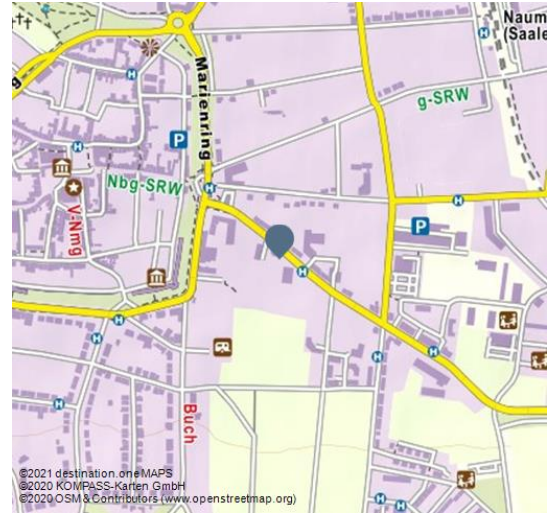 Naum
(Saale
Marienring
g
g-SRW
P
H
H
H
Nbg-SRW
H
H
V-Nmg
P
H
H
H
H
H
Buch
H
H
H
H
©2021 destination.one MAPS
©2020 KOMPASS-Karten GmbH
©2020 OSM & Contributors (www.openstreetmap.org)